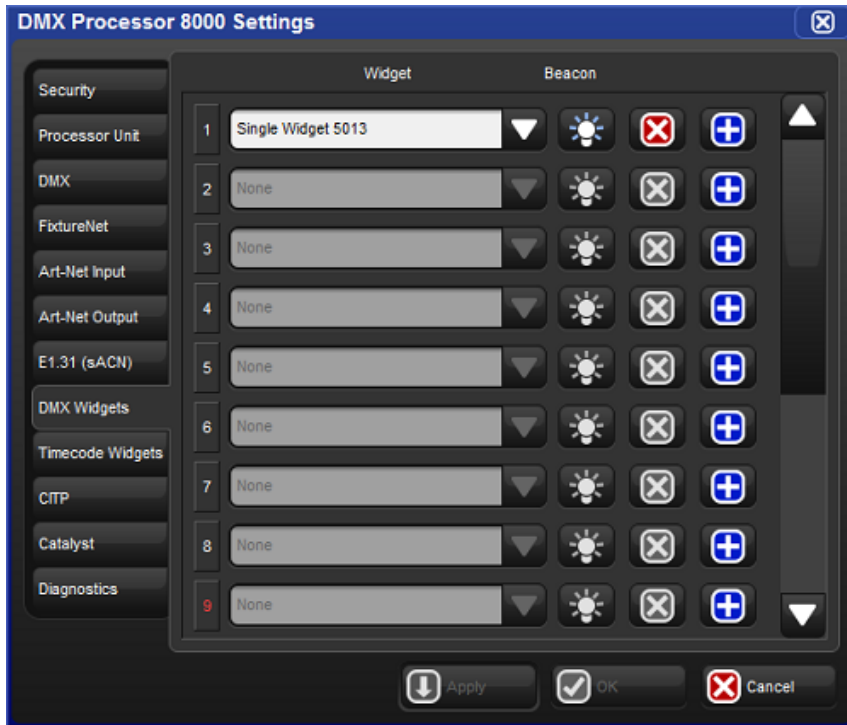 DMX Processor 8000 Settings
Widget Beacon
Security
Processor Unit
DMX
FixtureNet
Art-Net Input
Art-Net Output
E1.31 (sACN)
DMX Widgets
Timecode Widgets
CITP
Catalyst
Diagnostics
1 Single Widget 5013
2 None
3 None
4 None
5 None
6 None
7 None
8 None
9 None
Apply OK Cancel